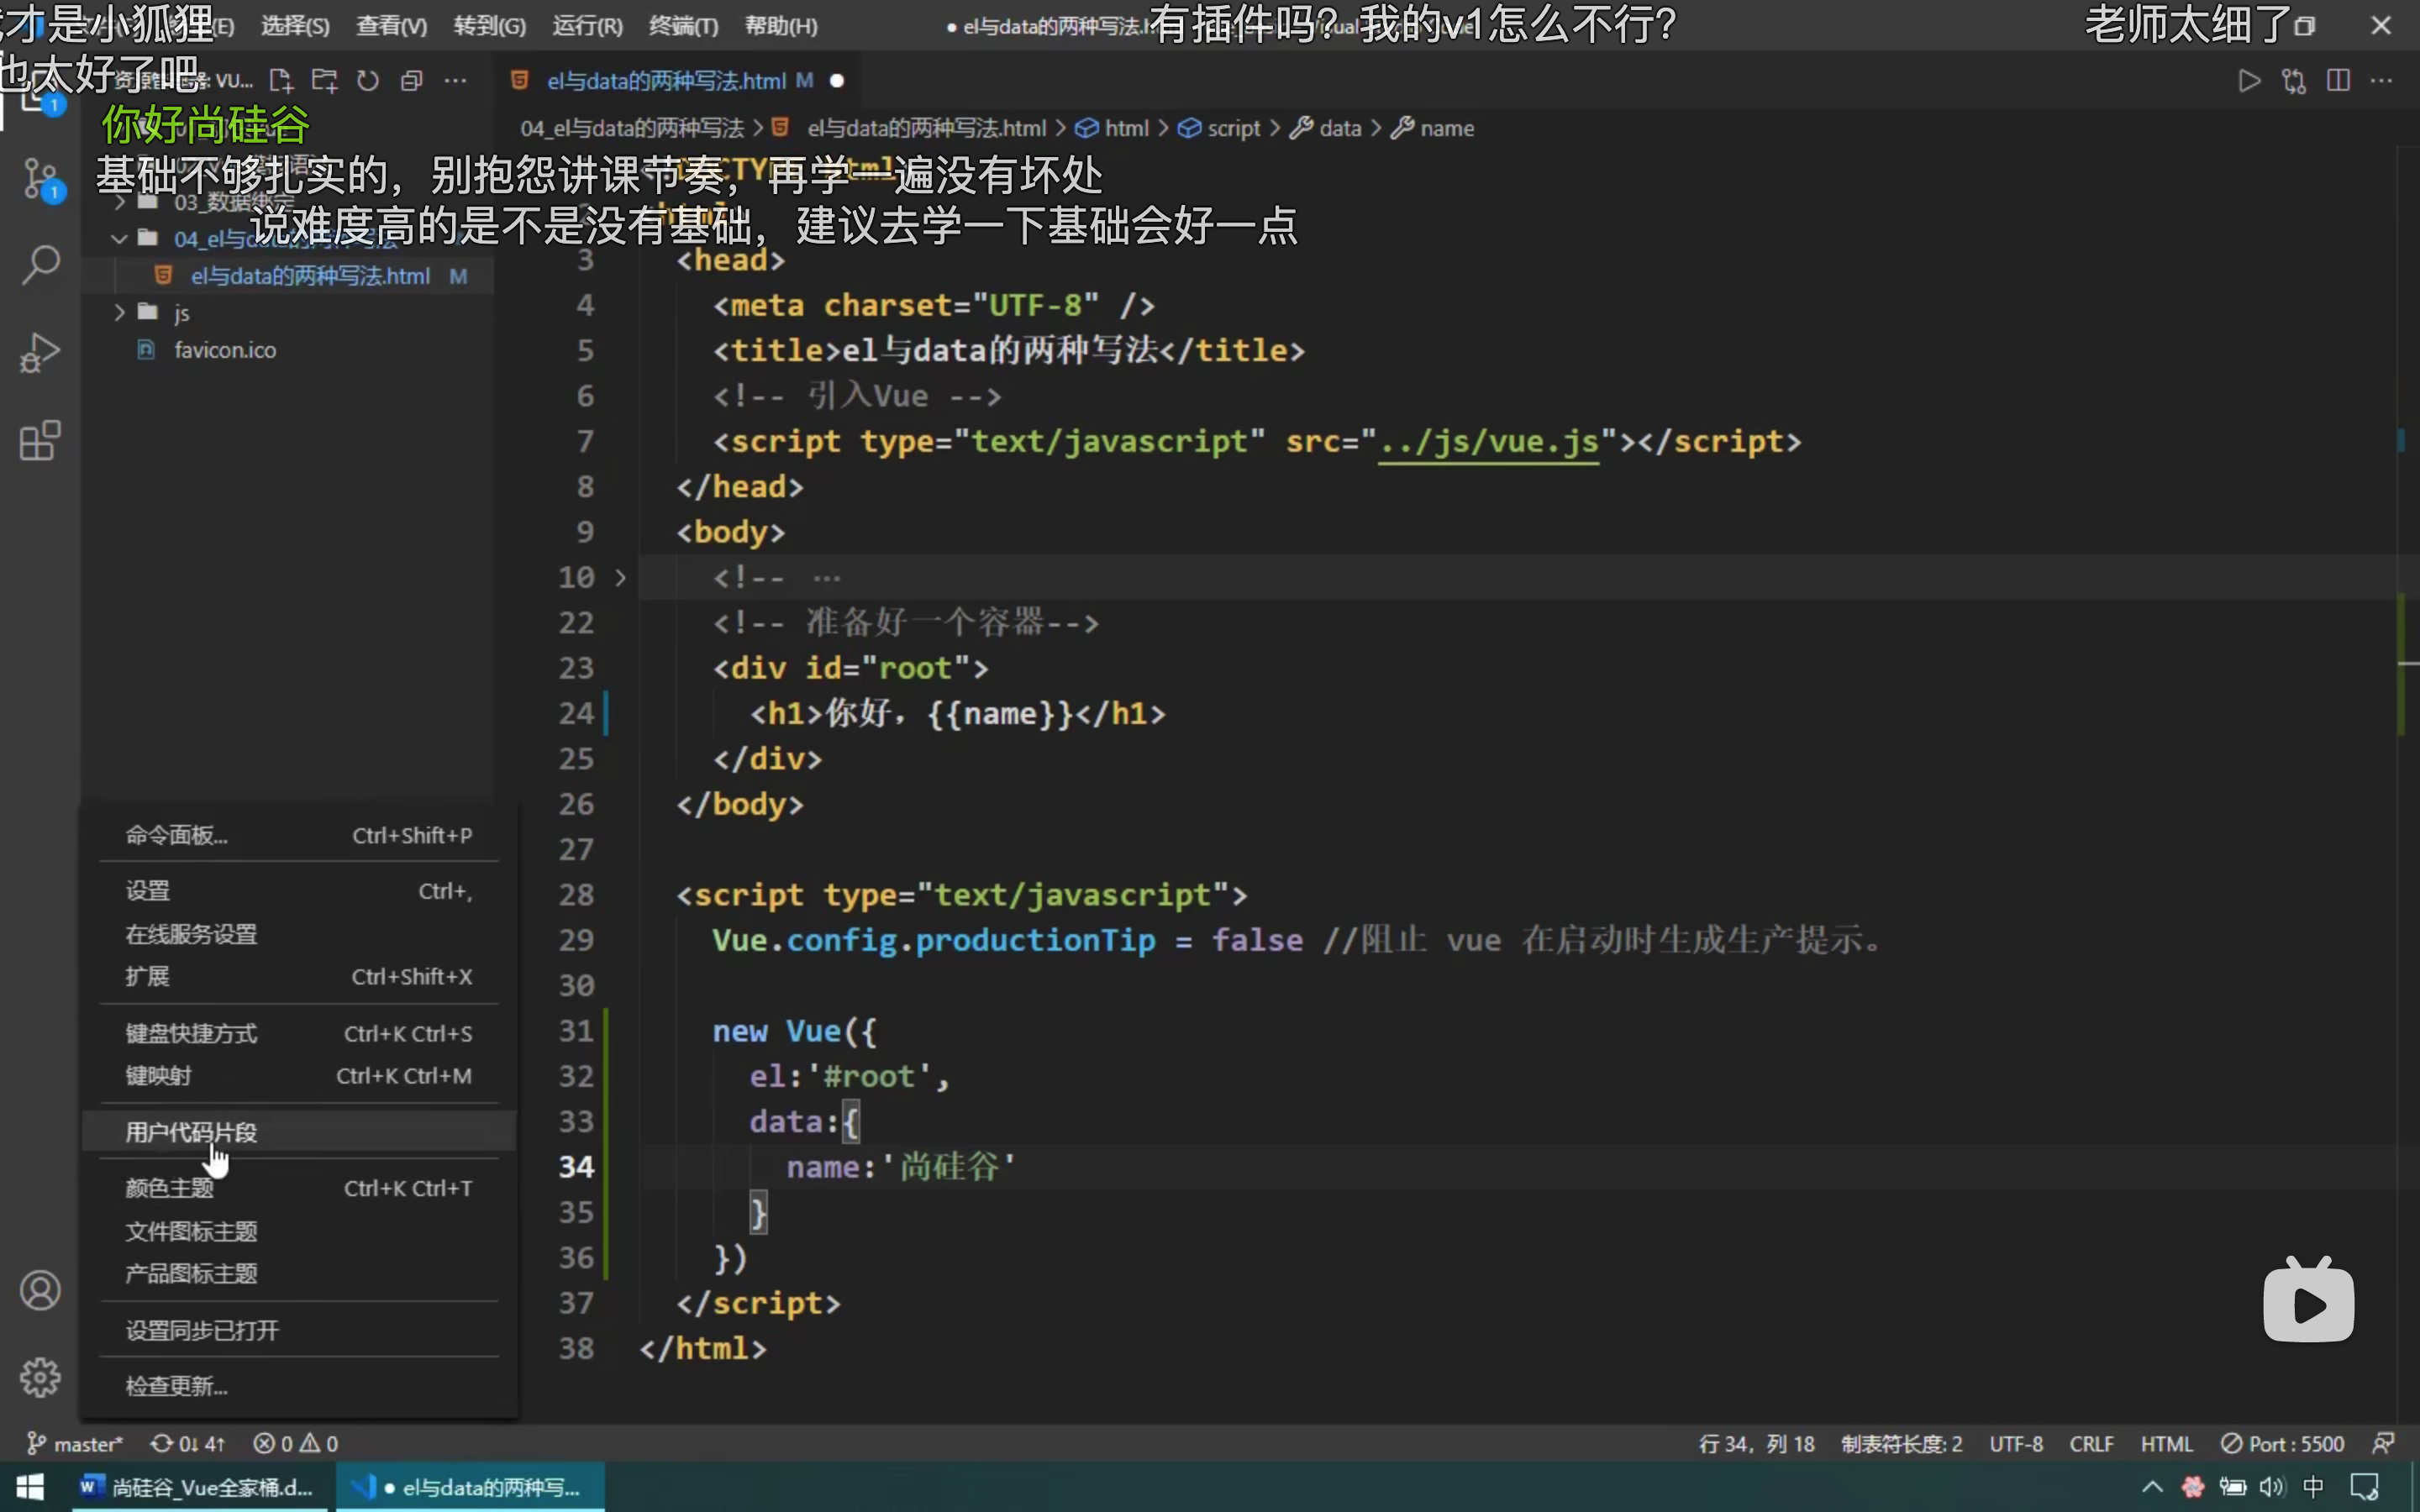 才是小狐狸
(E) 选择(S) 查看(V) 转到(G) 运行(R) 终端(T) 帮助(H)
● el与data的两种写法.h
有插件吗？我的v1怎么不行？
老师太细了
也太好了吧
VU...
el与data的两种写法.html M ●
你好尚硅谷
04_el与data的两种写法 > el与data的两种写法.html > html > script > data > name
基础不够扎实的，别抱怨讲课节奏，再学一遍没有坏处
03_数据绑定
说难度高的是不是没有基础，建议去学一下基础会好一点
04_el与
el与data的两种写法.html M
js
favicon.ico
3 <head>
4 <meta charset="UTF-8" />
5 <title>el与data的两种写法</title>
6 <!-- 引入Vue -->
7 <script type="text/javascript" src="../js/vue.js"></script>
8 </head>
9 <body>
10 > <!-- ···
22 <!-- 准备好一个容器-->
23 <div id="root">
24 <h1>你好，{{name}}</h1>
25 </div>
26 </body>
27
28 <script type="text/javascript">
29 Vue.config.productionTip = false //阻止 vue 在启动时生成生产提示。
30
31 new Vue({
32 el:'#root',
33 data:{
34 name:'尚硅谷'
35 }
36 })
37 </script>
38 </html>
命令面板... Ctrl+Shift+P
设置 Ctrl+,
在线服务设置
扩展 Ctrl+Shift+X
键盘快捷方式 Ctrl+K Ctrl+S
键映射 Ctrl+K Ctrl+M
用户代码片段
颜色主题 Ctrl+K Ctrl+T
文件图标主题
产品图标主题
设置同步已打开
检查更新...
master* 0↓ 4↑ 0 0 行 34，列 18 制表符长度: 2 UTF-8 CRLF HTML Port : 5500
尚硅谷_Vue全家桶.d... ● el与data的两种写... 中